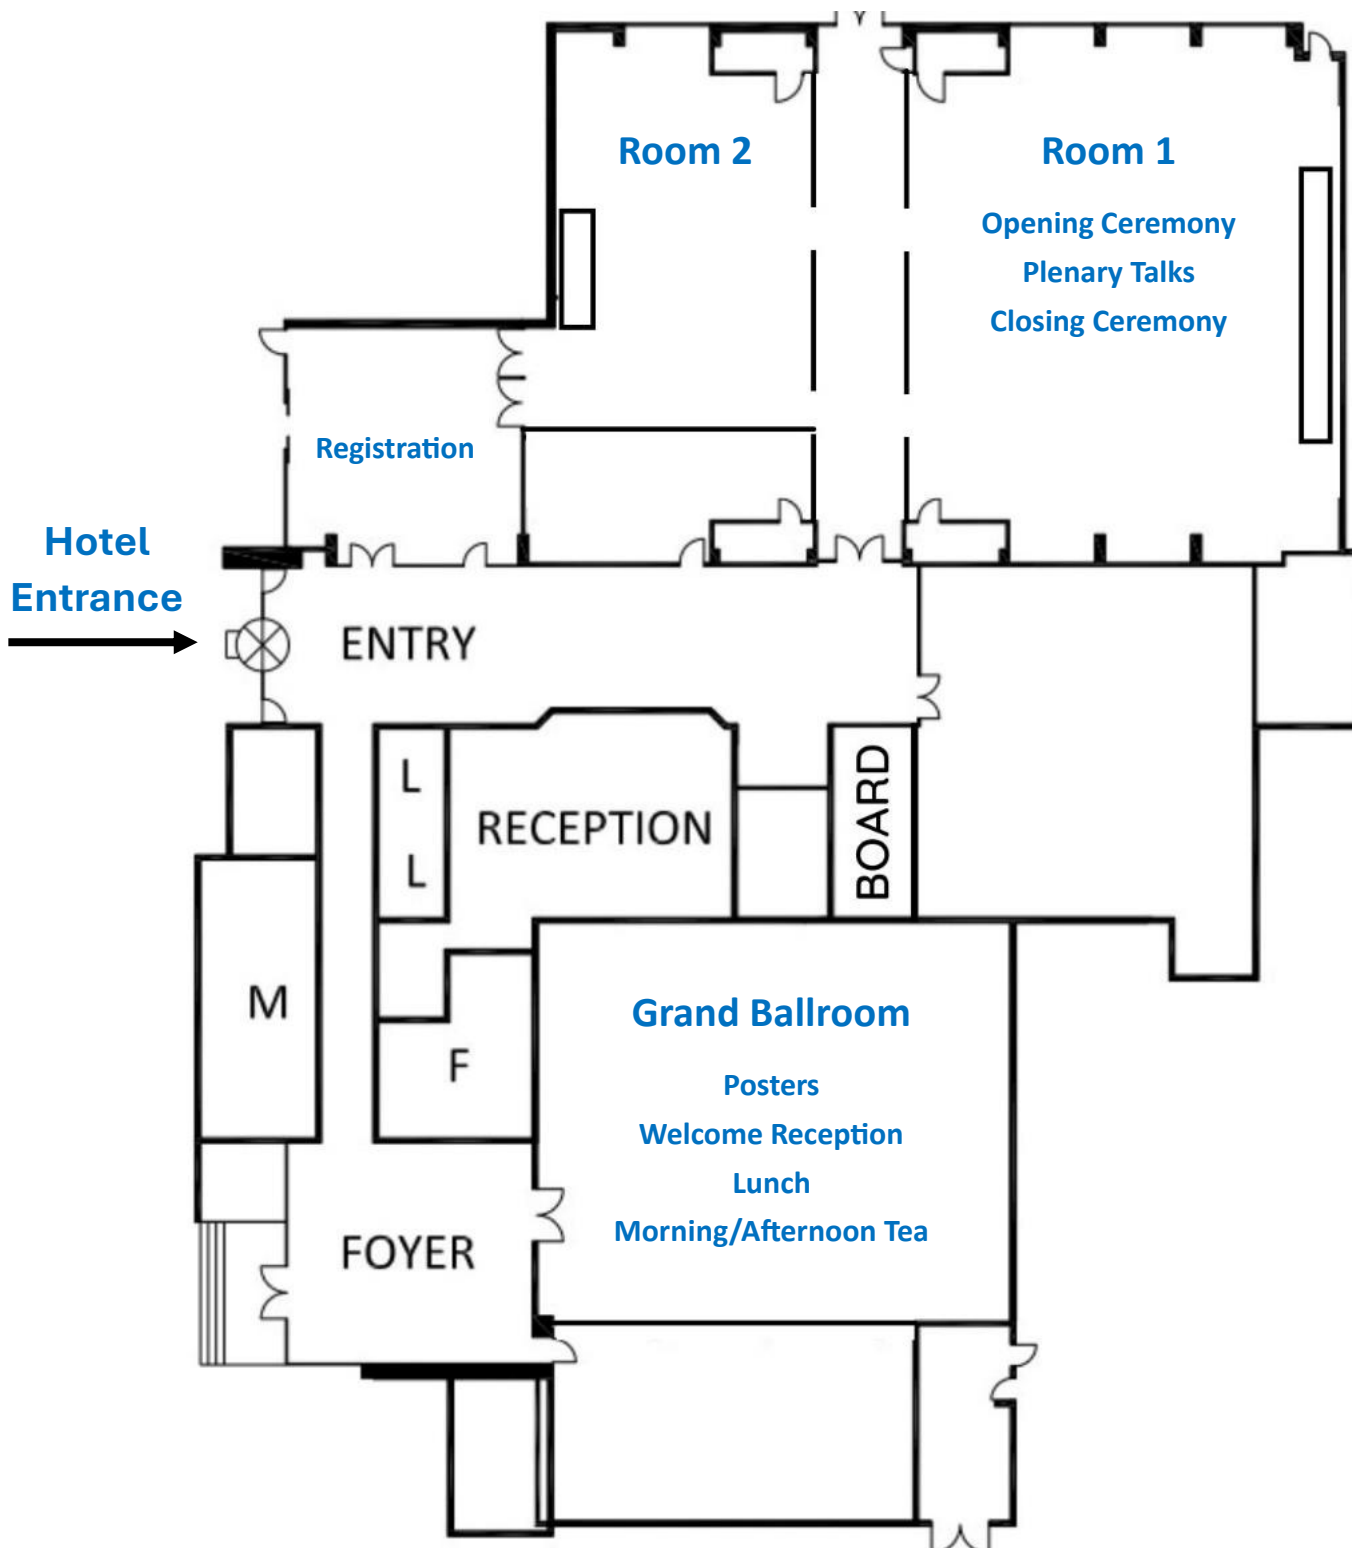 Room 2
Room 1
Opening Ceremony
Plenary Talks
Closing Ceremony
Registration
Hotel
Entrance
ENTRY
L
L
RECEPTION
BOARD
M
F
Grand Ballroom
Posters
Welcome Reception
Lunch
Morning/Afternoon Tea
FOYER